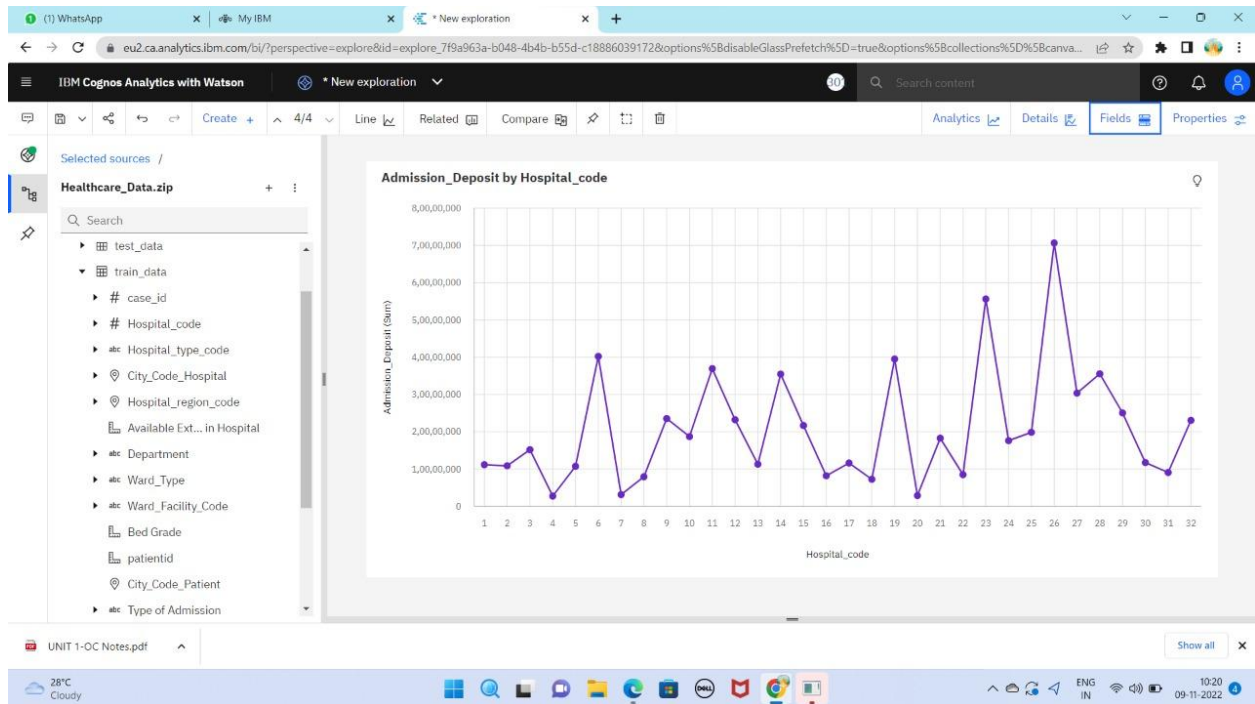 (1) WhatsApp
My IBM
* New exploration
eu2.ca.analytics.ibm.com/bi/?perspective=explore&id=explore_7f9a963a-b048-4b4b-b55d-c18886039172&options%5BdisableGlassPrefetch%5D=true&options%5Bcollections%5D%5Bcanva...
IBM Cognos Analytics with Watson
* New exploration
30
Search content
Create +
4/4
Line
Related
Compare
Analytics
Details
Fields
Properties
Selected sources /
Healthcare_Data.zip
Search
test_data
train_data
# case_id
# Hospital_code
abc Hospital_type_code
City_Code_Hospital
Hospital_region_code
Available Ext... in Hospital
abc Department
abc Ward_Type
abc Ward_Facility_Code
Bed Grade
patientid
City_Code_Patient
abc Type of Admission
Admission_Deposit by Hospital_code
Admission_Deposit (Sum)
8,00,00,000
7,00,00,000
6,00,00,000
5,00,00,000
4,00,00,000
3,00,00,000
2,00,00,000
1,00,00,000
0
1 2 3 4 5 6 7 8 9 10 11 12 13 14 15 16 17 18 19 20 21 22 23 24 25 26 27 28 29 30 31 32
Hospital_code
UNIT 1-OC Notes.pdf
Show all
28°C
Cloudy
DELL
ENG
IN
10:20
09-11-2022
4